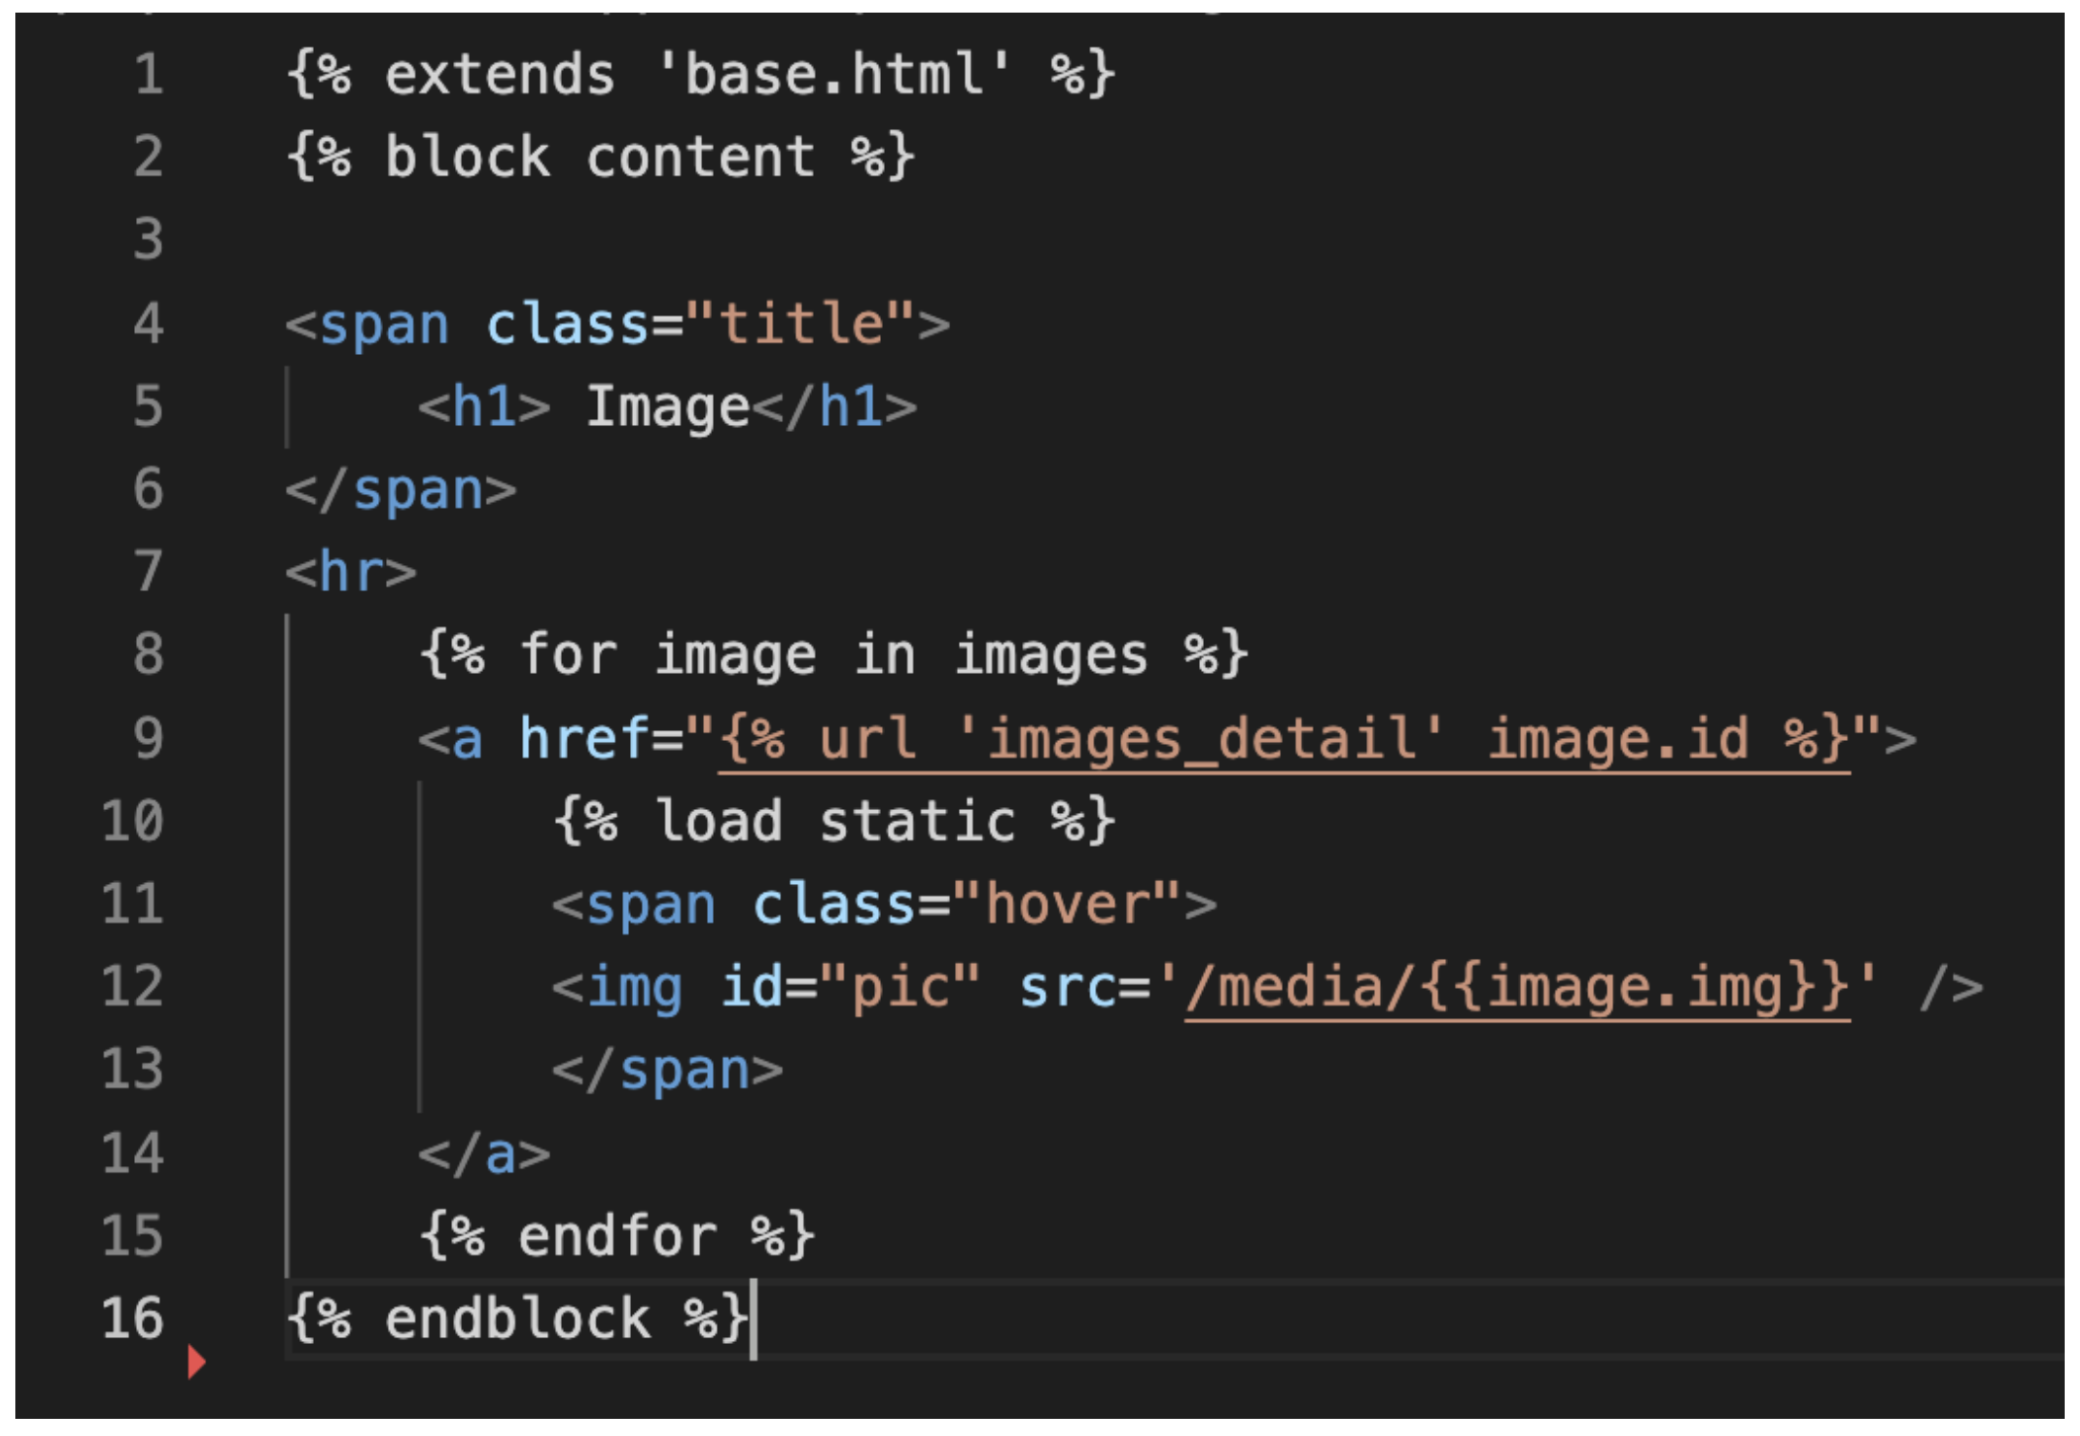 1 {% extends 'base.html' %}
2 {% block content %}
3
4 <span class="title">
5 <h1> Image</h1>
6 </span>
7 <hr>
8 {% for image in images %}
9 <a href="{% url 'images_detail' image.id %}">
10 {% load static %}
11 <span class="hover">
12 <img id="pic" src='/media/{{image.img}}' />
13 </span>
14 </a>
15 {% endfor %}
16 {% endblock %}